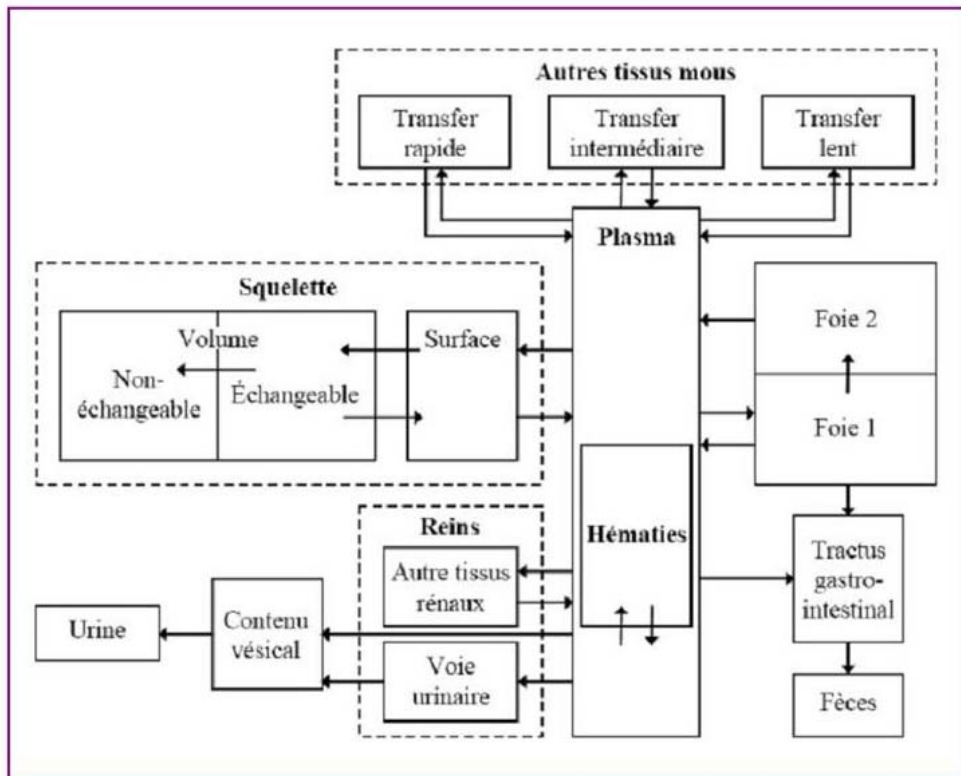 Autres tissus mous
Transfer
rapide
Transfer
intermédiaire
Transfer
lent
Plasma
Squelette
Volume
Non-
échangeable
Échangeable
Surface
Foie 2
Foie 1
Hématies
Reins
Autre tissus
rénaux
Voie
urinaire
Contenu
vésical
Urine
Tractus
gastro-
intestinal
Fèces